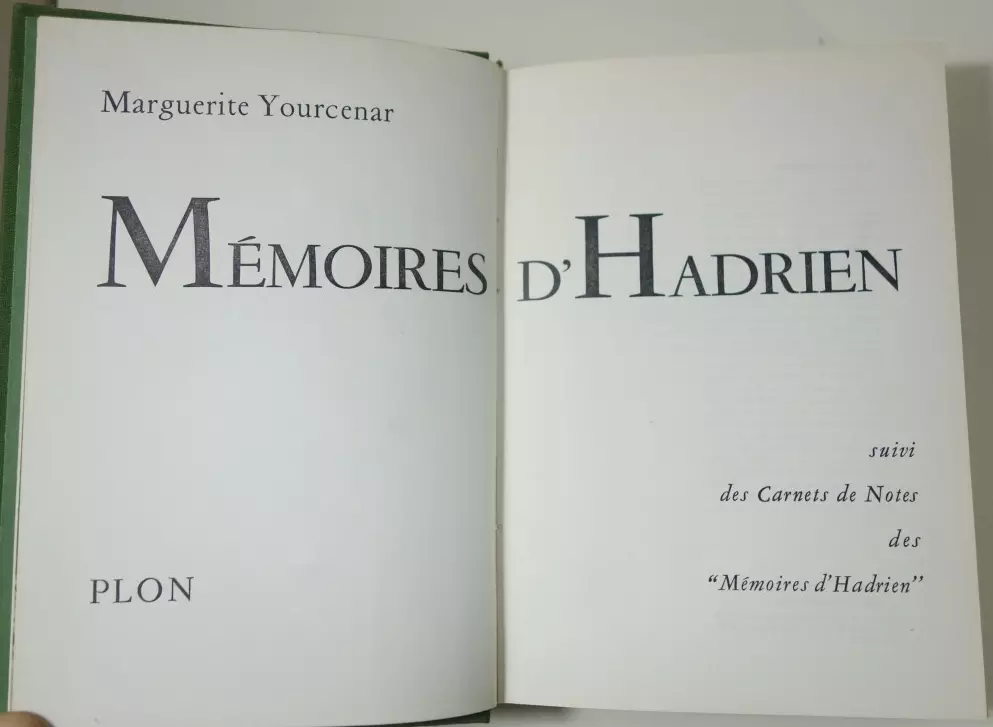 Marguerite Yourcenar
MÉMOIRES D’HADRIEN
suivi
des Carnets de Notes
des
“Mémoires d’Hadrien”
PLON